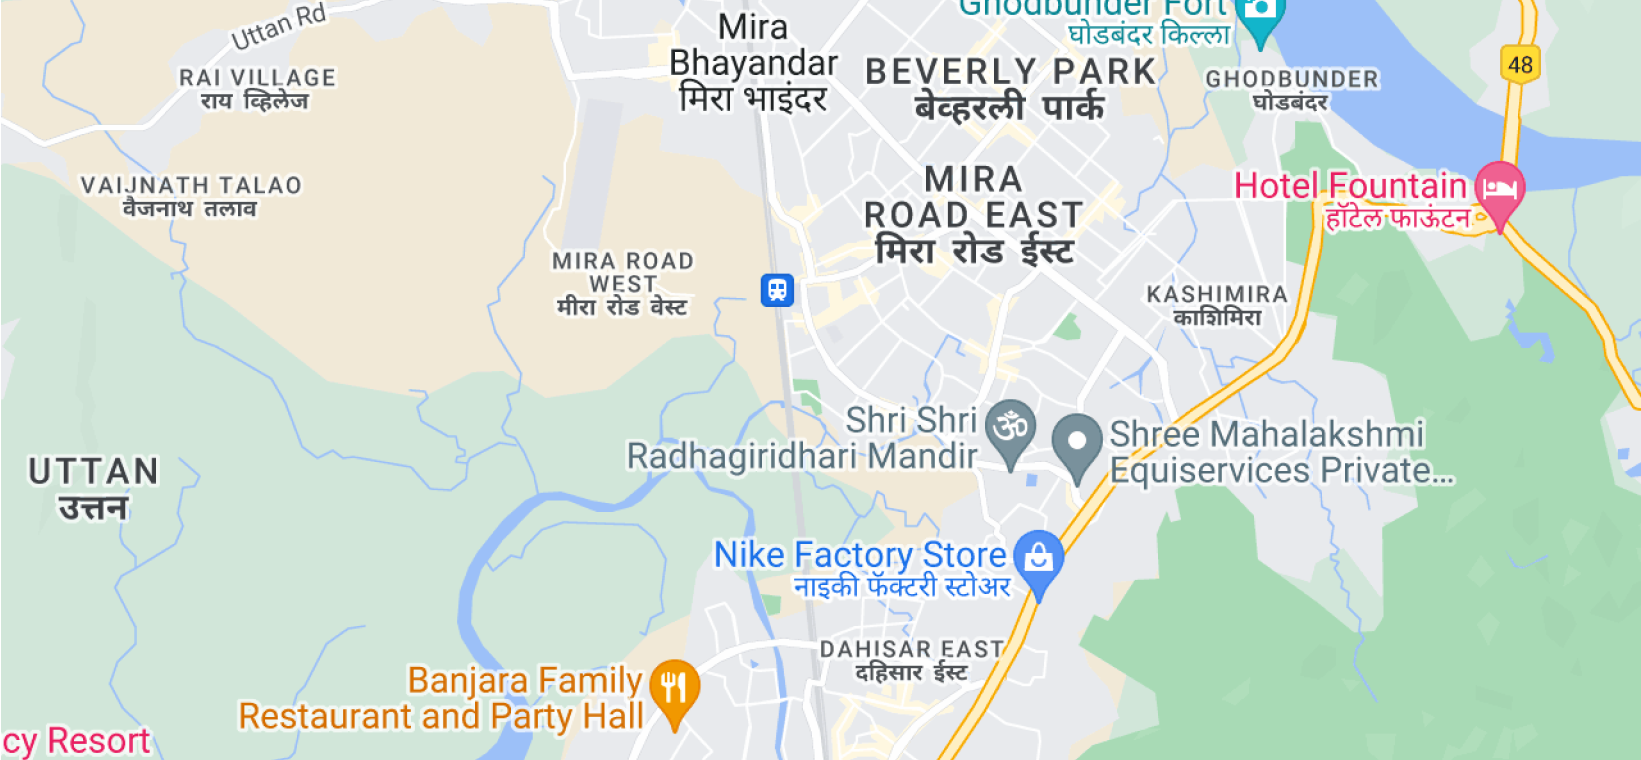 Uttan Rd
RAI VILLAGE
राय व्हिलेज
Mira
Bhayandar
मिरा भाइंदर
Ghodbunder Fort
घोडबंदर किल्ला
BEVERLY PARK
बेव्हरली पार्क
GHODBUNDER
घोडबंदर
48
VAIJNATH TALAO
वैजनाथ तलाव
MIRA
ROAD EAST
मिरा रोड ईस्ट
Hotel Fountain
हॉटेल फाऊंटन
MIRA ROAD
WEST
मीरा रोड वेस्ट
KASHIMIRA
काशिमिरा
Shri Shri
Radhagiridhari Mandir
Shree Mahalakshmi
Equiservices Private...
UTTAN
उत्तन
Nike Factory Store
नाइकी फॅक्टरी स्टोअर
DAHISAR EAST
दहिसार ईस्ट
Banjara Family
Restaurant and Party Hall
cy Resort